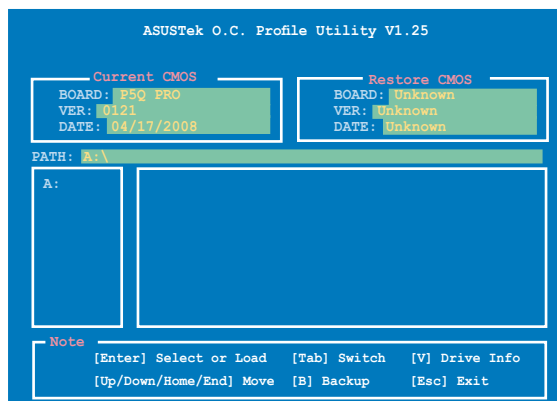 ASUSTek O.C. Profile Utility V1.25
Current CMOS
BOARD: P5Q PRO
VER: 0121
DATE: 04/17/2008
Restore CMOS
BOARD: Unknown
VER: Unknown
DATE: Unknown
PATH: A:\
A:
Note
[Enter] Select or Load [Tab] Switch [V] Drive Info
[Up/Down/Home/End] Move [B] Backup [Esc] Exit